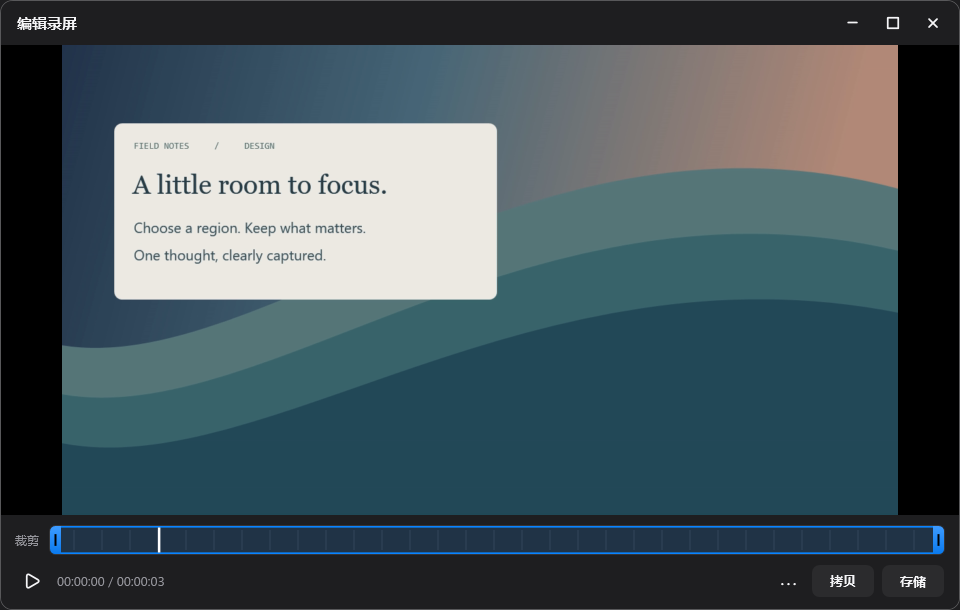 编辑录屏
FIELD NOTES / DESIGN
A little room to focus.
Choose a region. Keep what matters.
One thought, clearly captured.
裁剪
00:00:00 / 00:00:03
... 拷贝 存储